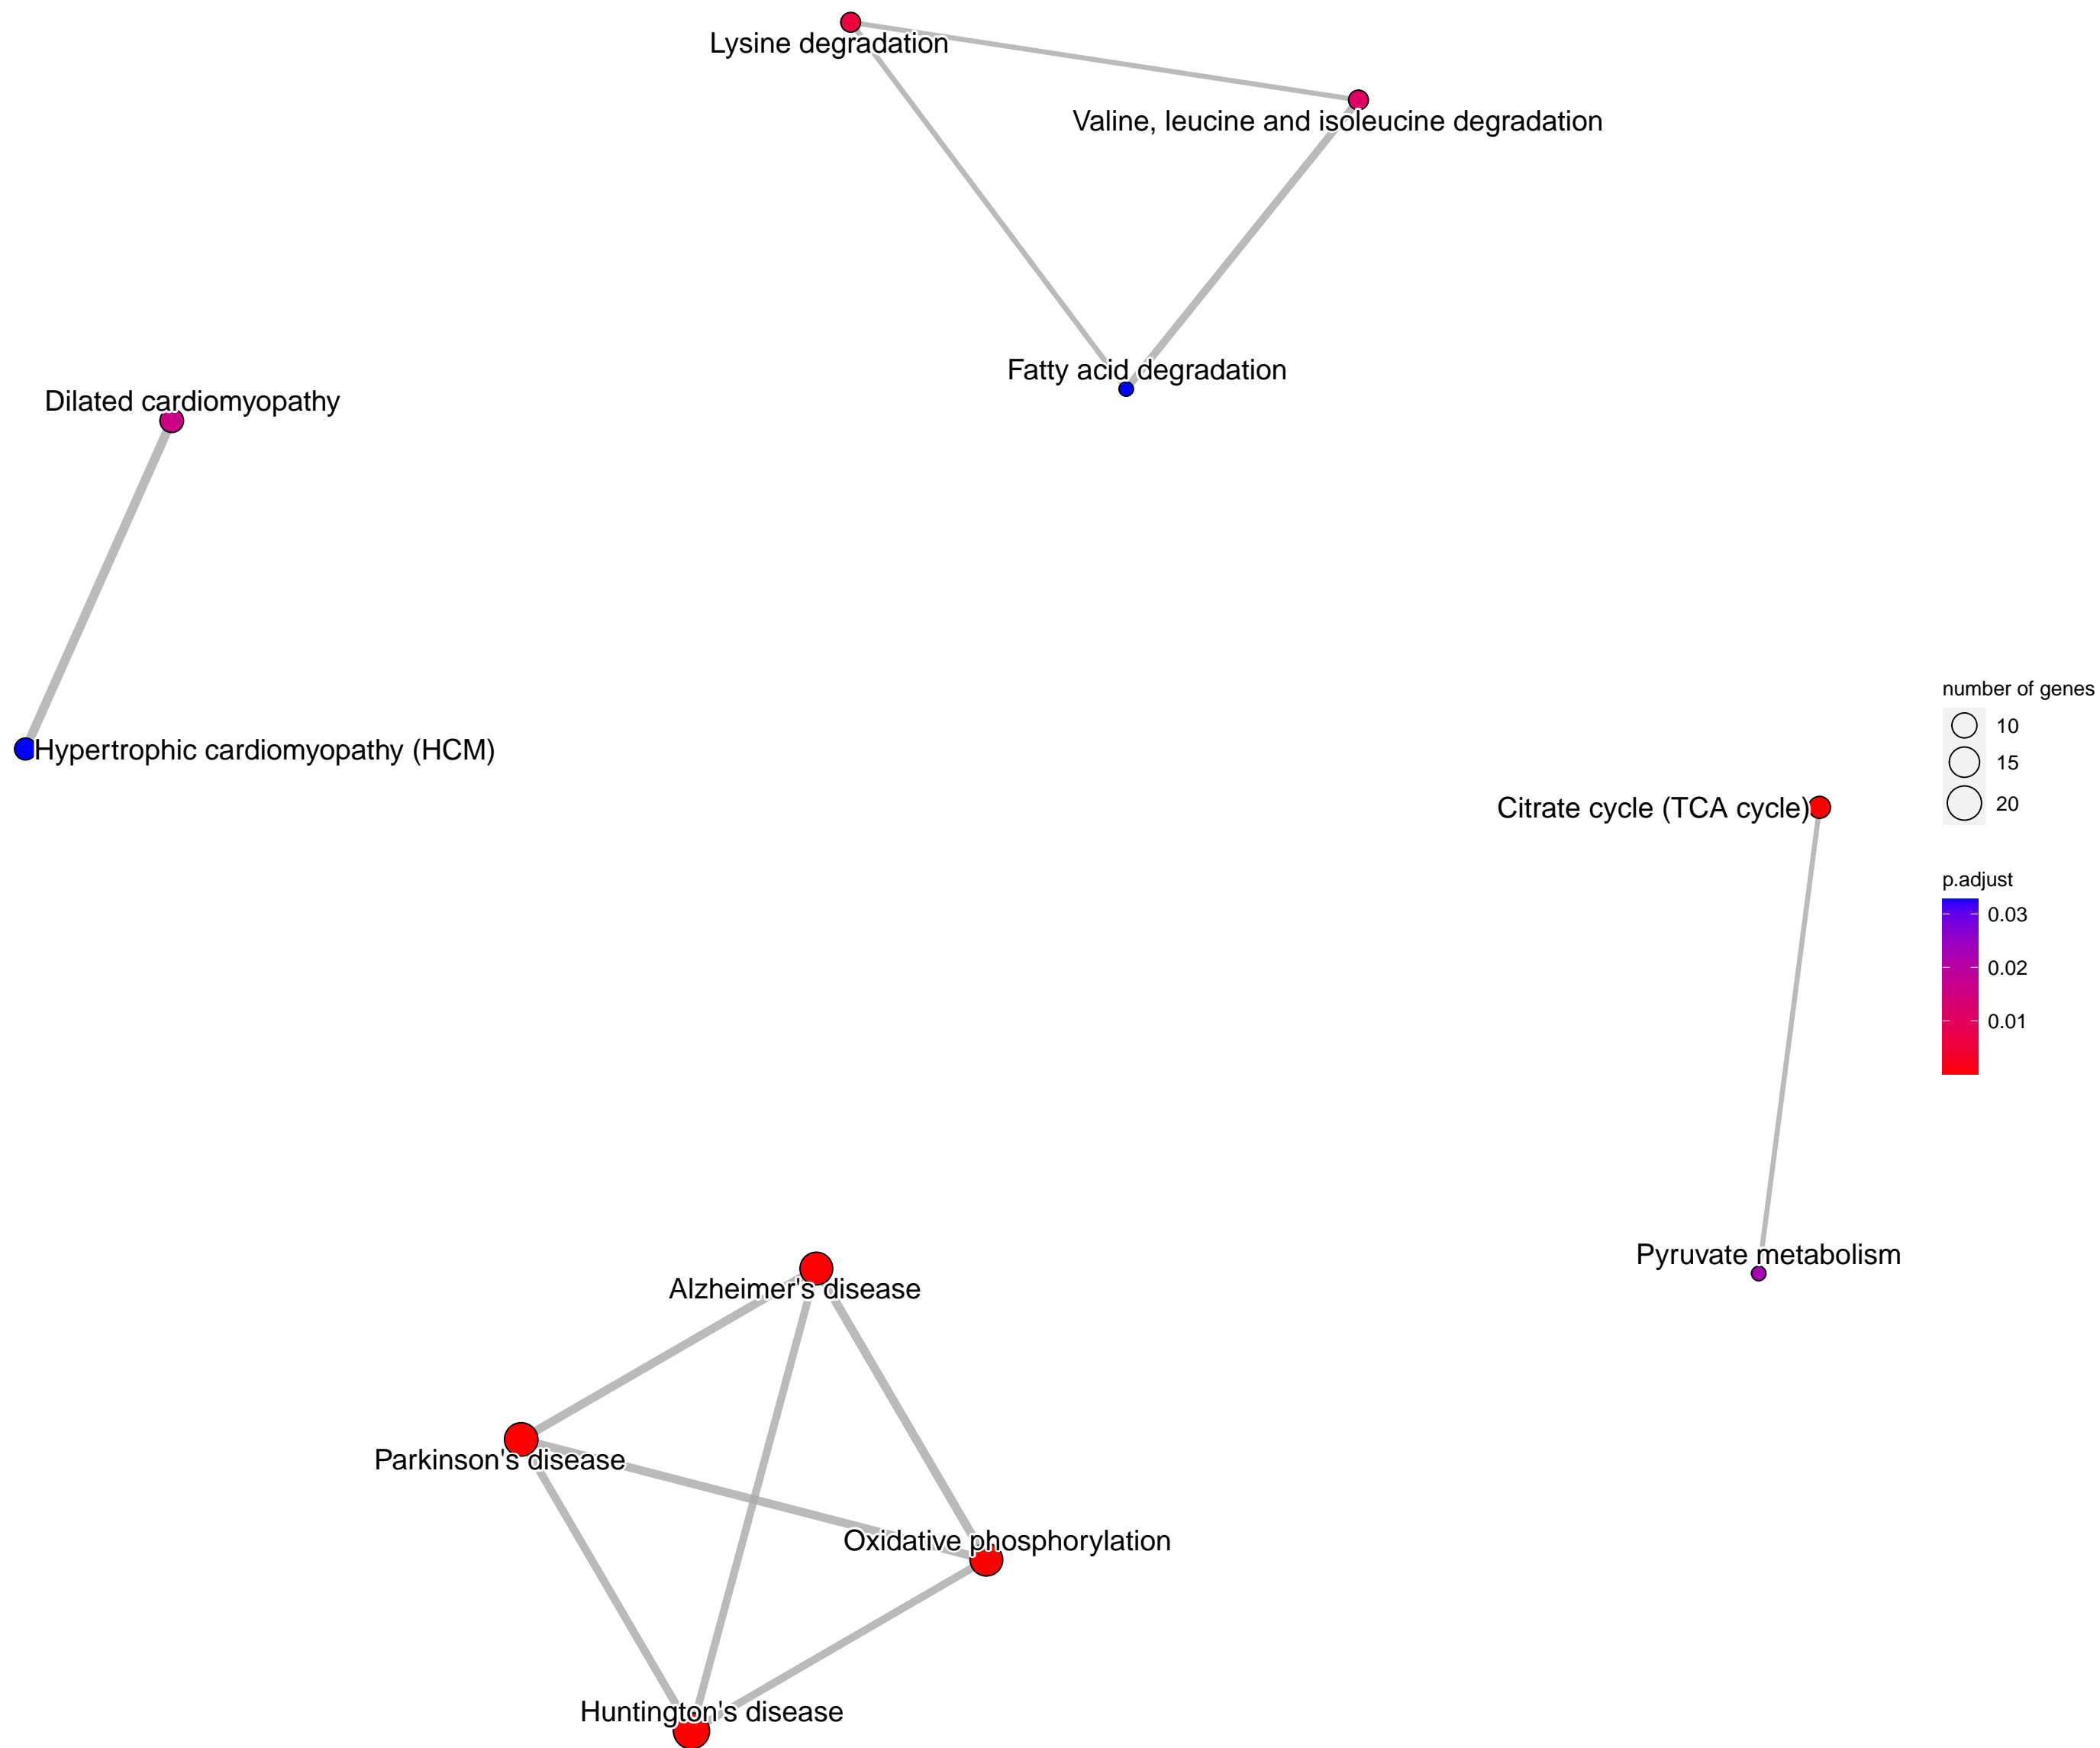 Lysine degradation
Valine, leucine and isoleucine degradation
Fatty acid degradation
Dilated cardiomyopathy
Hypertrophic cardiomyopathy (HCM)
number of genes
10
15
20
Citrate cycle (TCA cycle)
p.adjust
0.03
0.02
0.01
Pyruvate metabolism
Alzheimer's disease
Parkinson's disease
Oxidative phosphorylation
Huntington's disease